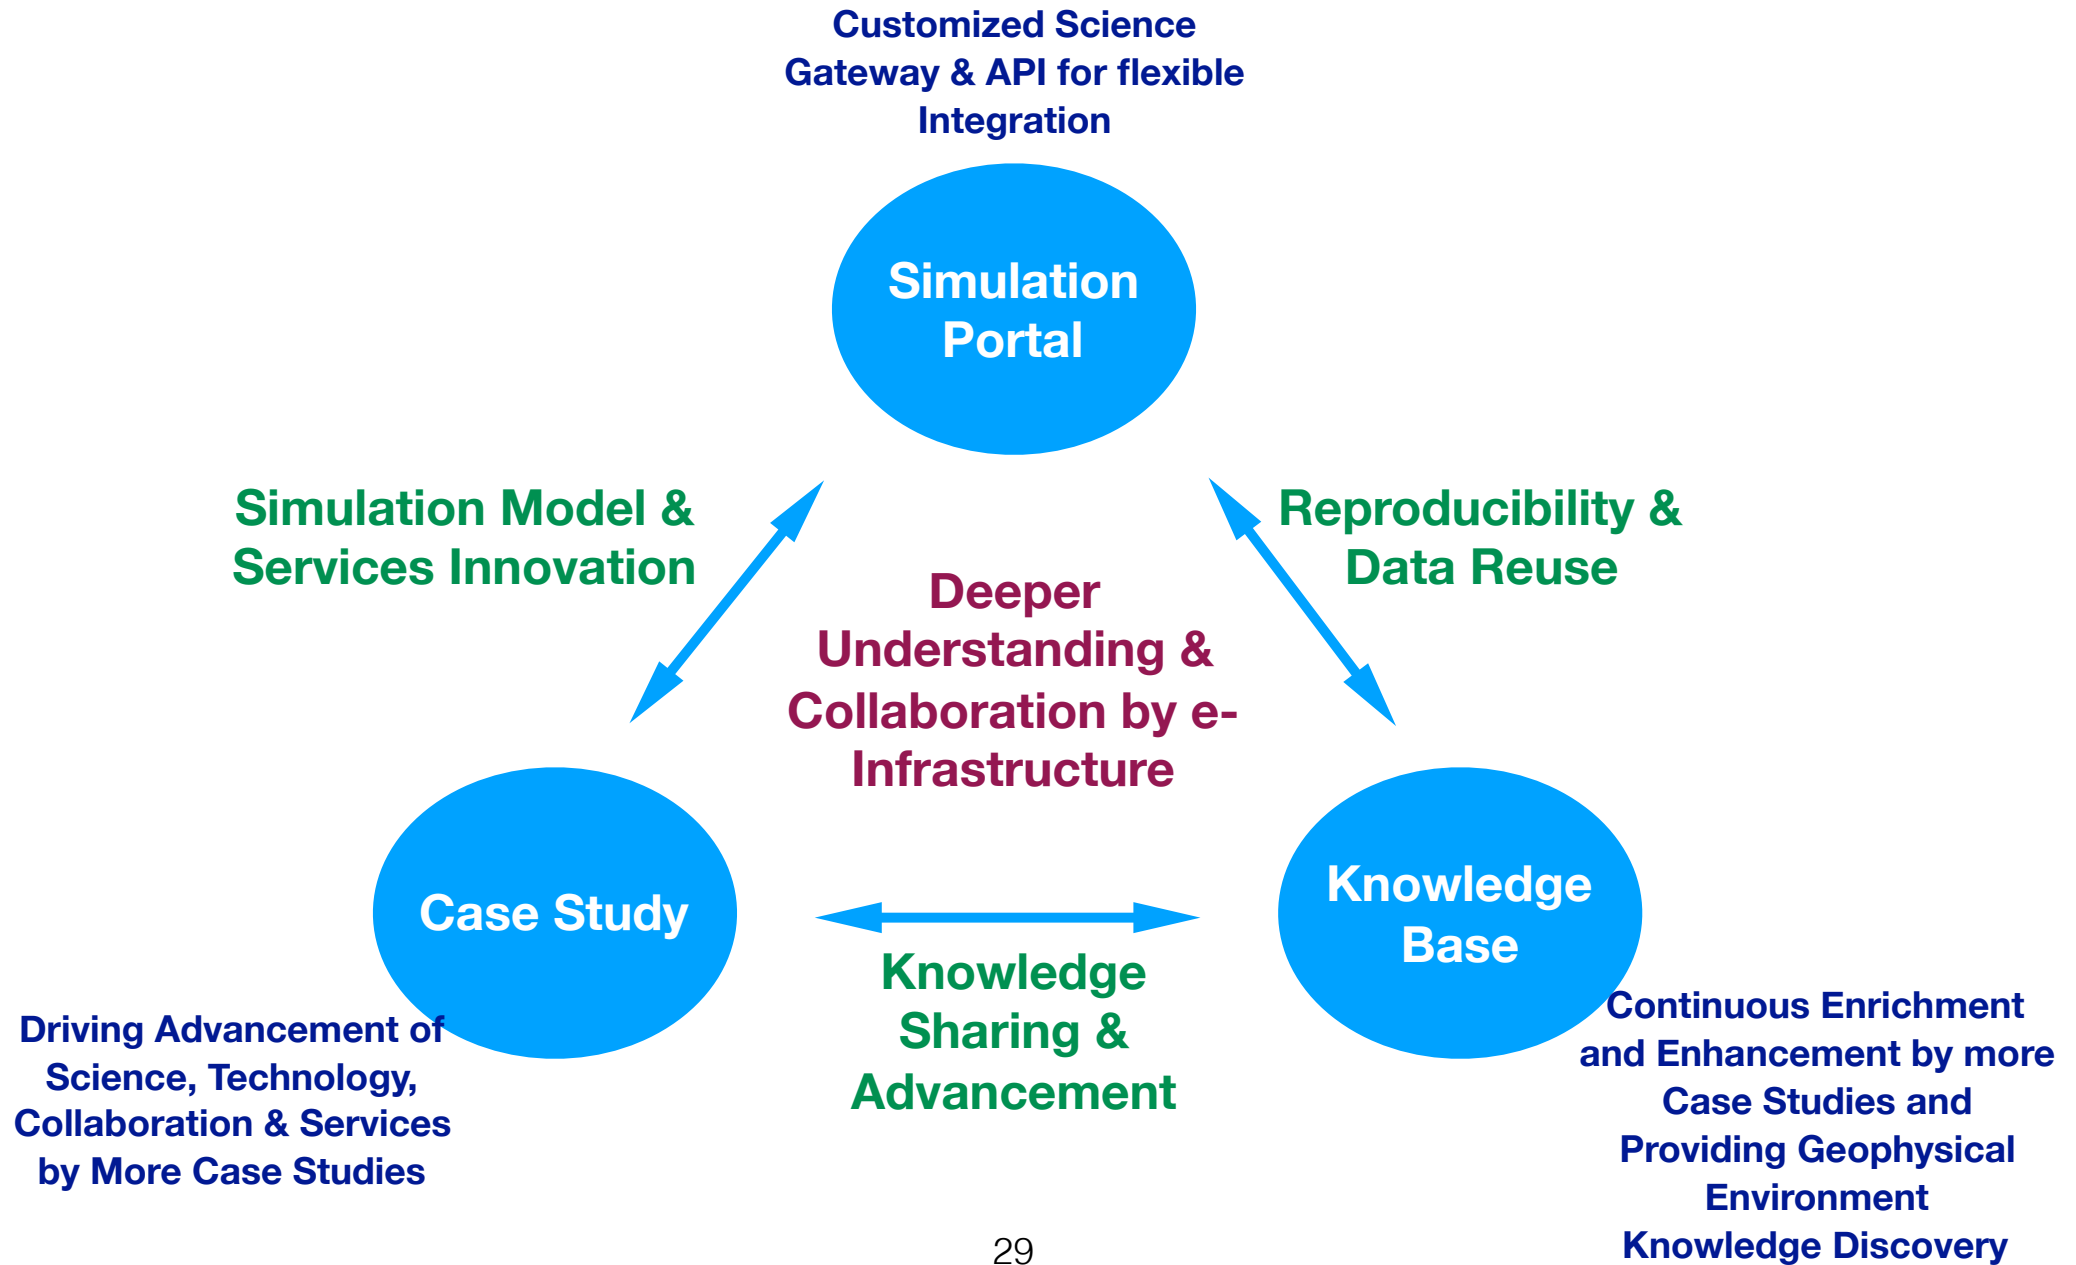 Customized Science
Gateway & API for flexible
Integration
Simulation
Portal
Simulation Model &
Services Innovation
Reproducibility &
Data Reuse
Deeper
Understanding &
Collaboration by e-
Infrastructure
Case Study
Knowledge
Base
Knowledge
Sharing &
Advancement
Driving Advancement of
Science, Technology,
Collaboration & Services
by More Case Studies
Continuous Enrichment
and Enhancement by more
Case Studies and
Providing Geophysical
Environment
Knowledge Discovery
29